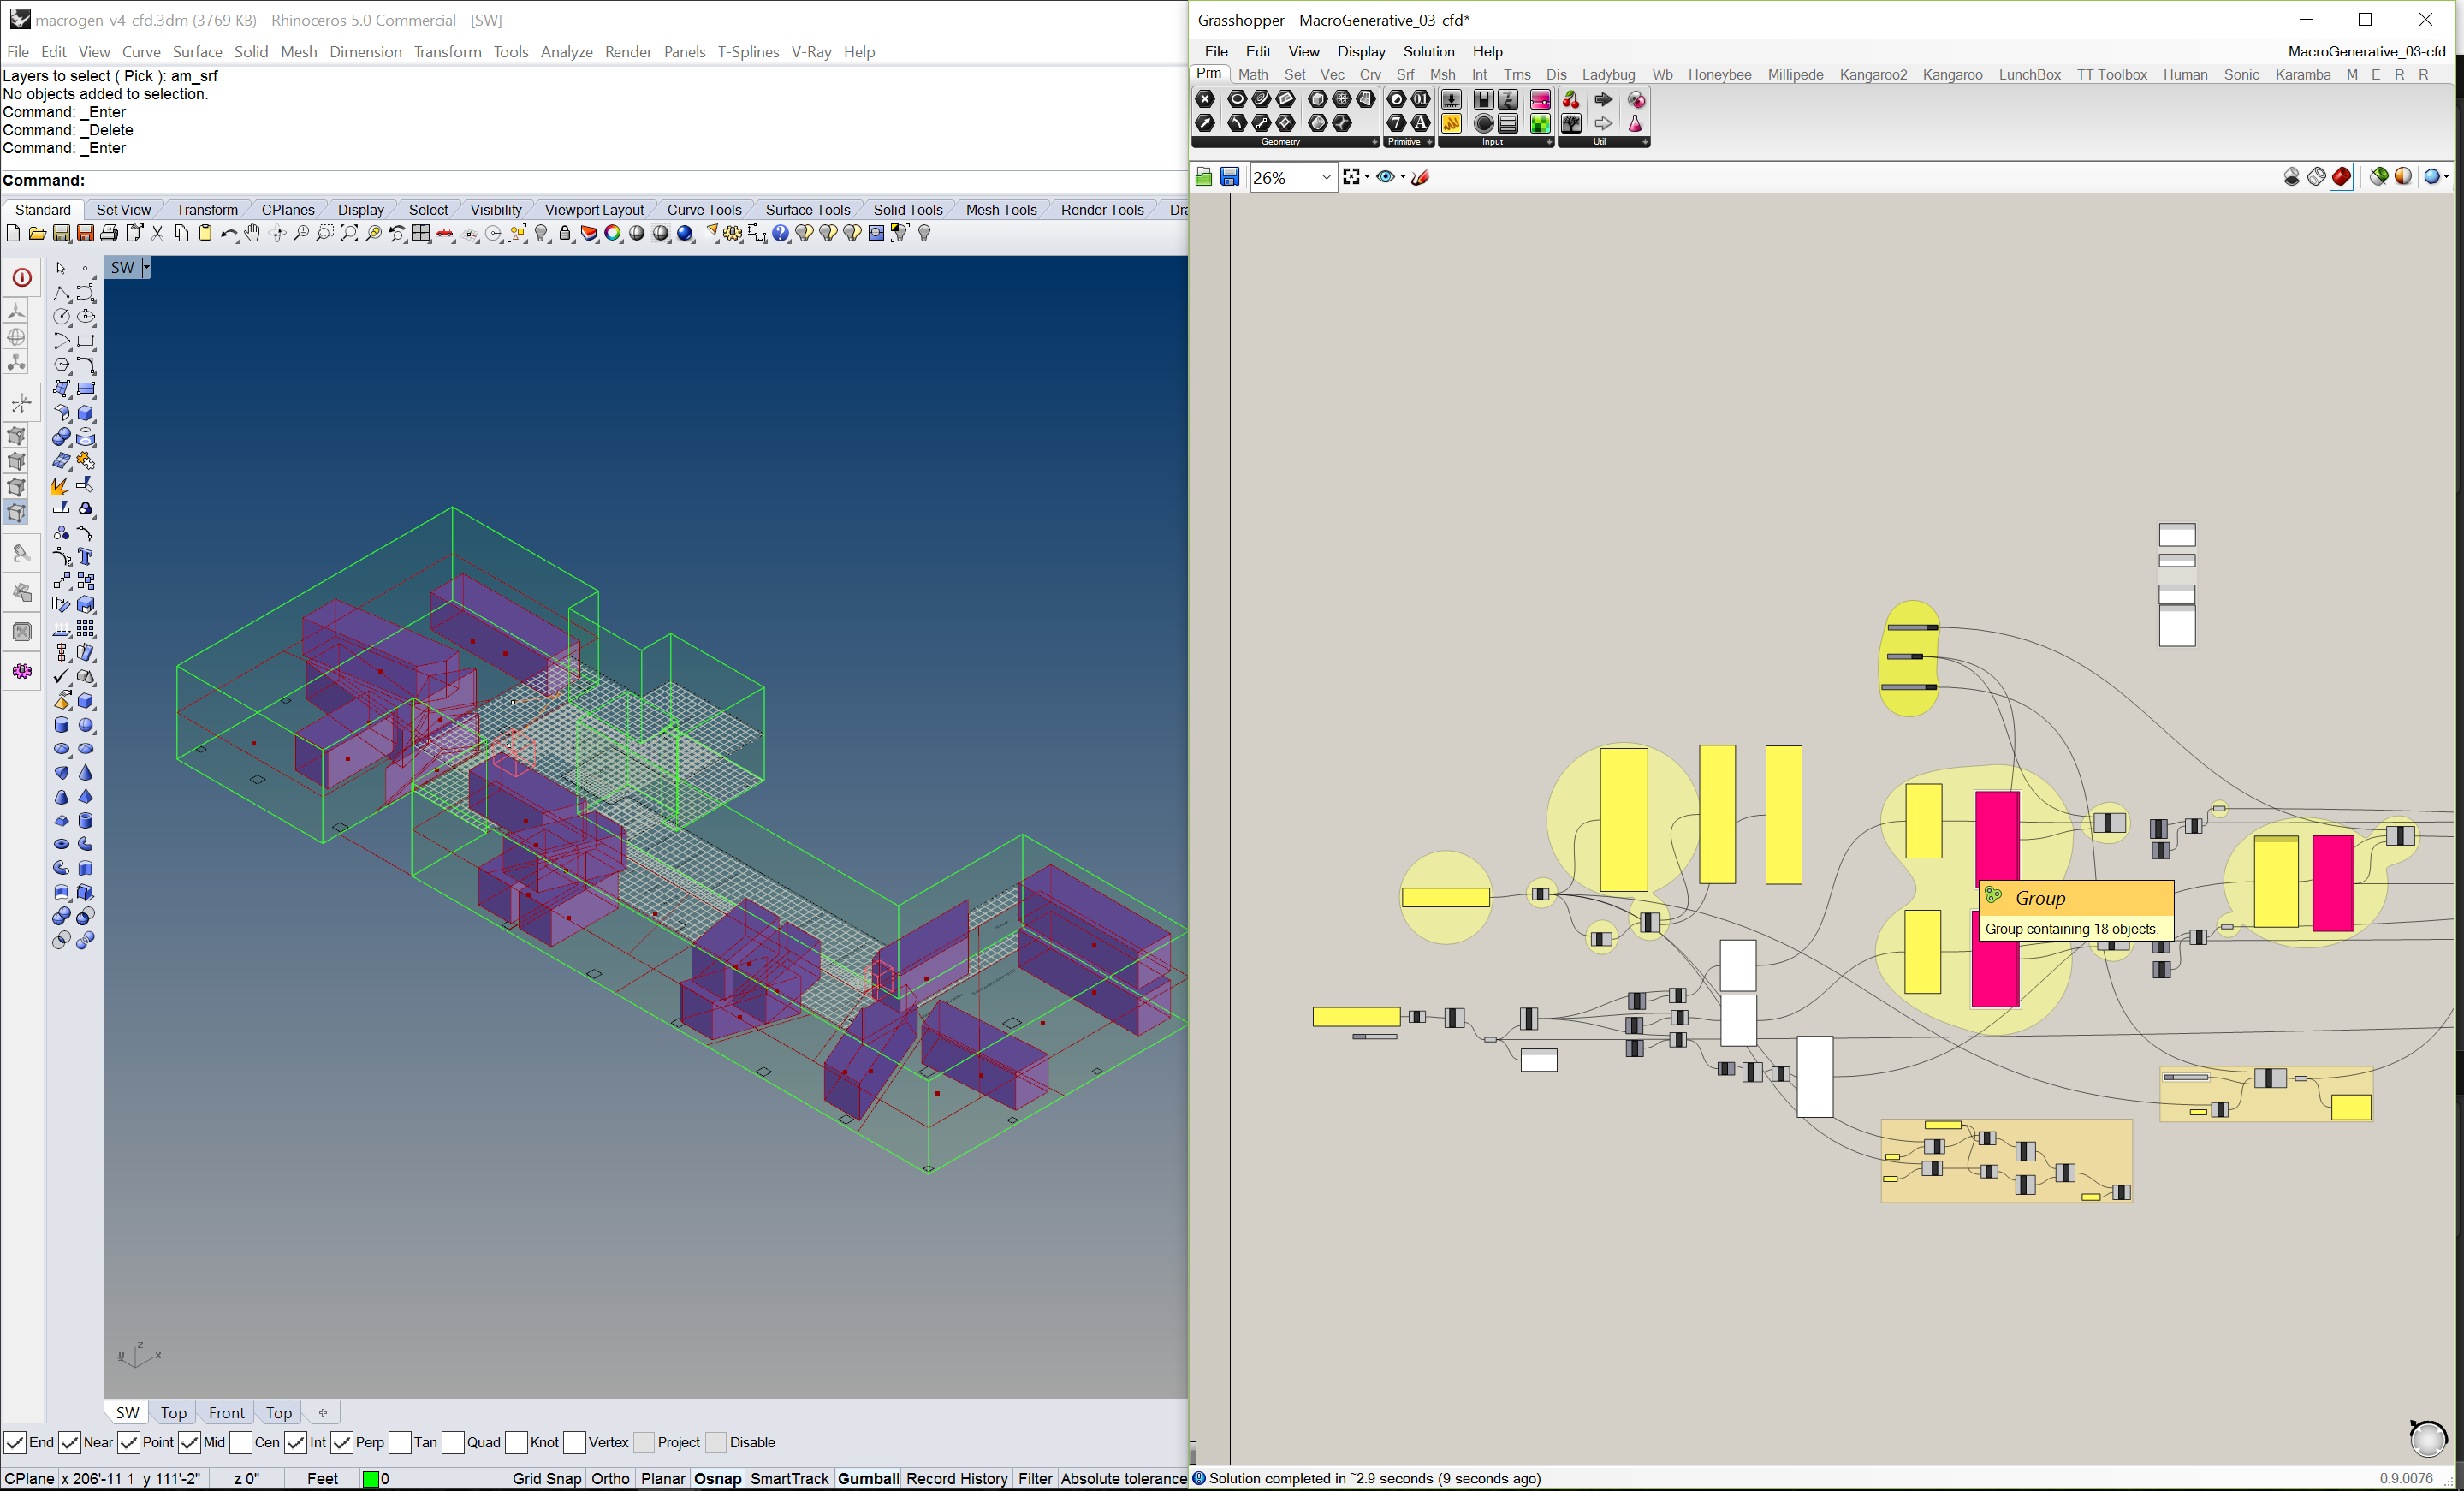 macrogen-v4-cfd.3dm (3769 KB) - Rhinoceros 5.0 Commercial - [SW]
File Edit View Curve Surface Solid Mesh Dimension Transform Tools Analyze Render Panels T-Splines V-Ray Help
Layers to select ( Pick ): am_srf
No objects added to selection.
Command: _Enter
Command: _Delete
Command: _Enter
Command:
Standard Set View Transform CPlanes Display Select Visibility Viewport Layout Curve Tools Surface Tools Solid Tools Mesh Tools Render Tools Dra
SW
z
y x
SW Top Front Top
End Near Point Mid Cen Int Perp Tan Quad Knot Vertex Project Disable
CPlane x 206'-11 1 y 111'-2" z 0" Feet 0 Grid Snap Ortho Planar Osnap SmartTrack Gumball Record History Filter Absolute tolerance
Grasshopper - MacroGenerative_03-cfd*
File Edit View Display Solution Help MacroGenerative_03-cfd
Prm Math Set Vec Crv Srf Msh Int Trns Dis Ladybug Wb Honeybee Millipede Kangaroo2 Kangaroo LunchBox TT Toolbox Human Sonic Karamba M E R R
Geometry Primitive Input Util
26%
Group
Group containing 18 objects.
Solution completed in ~2.9 seconds (9 seconds ago) 0.9.0076